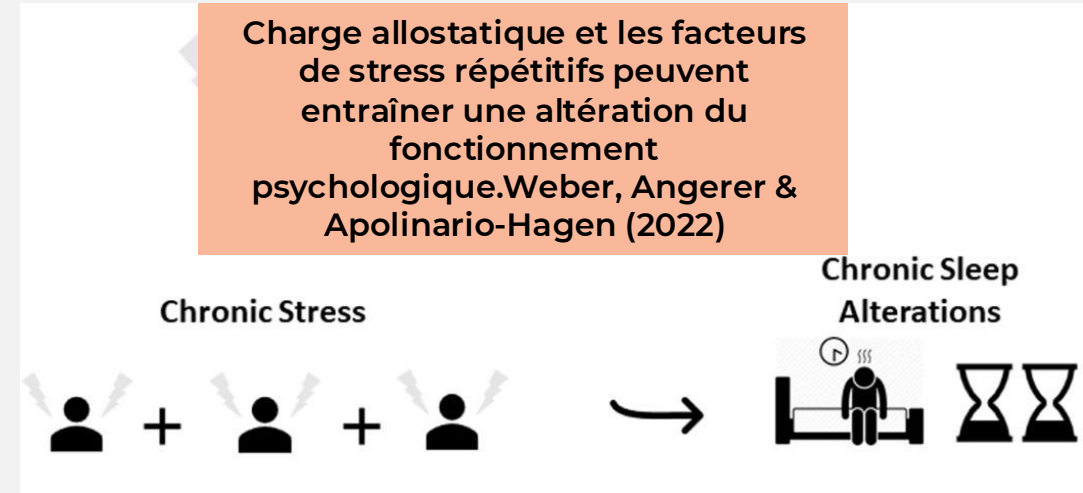 Charge allostatique et les facteurs
de stress répétitifs peuvent
entraîner une altération du
fonctionnement
psychologique.Weber, Angerer &
Apolinario-Hagen (2022)
Chronic Stress
Chronic Sleep
Alterations
+ +